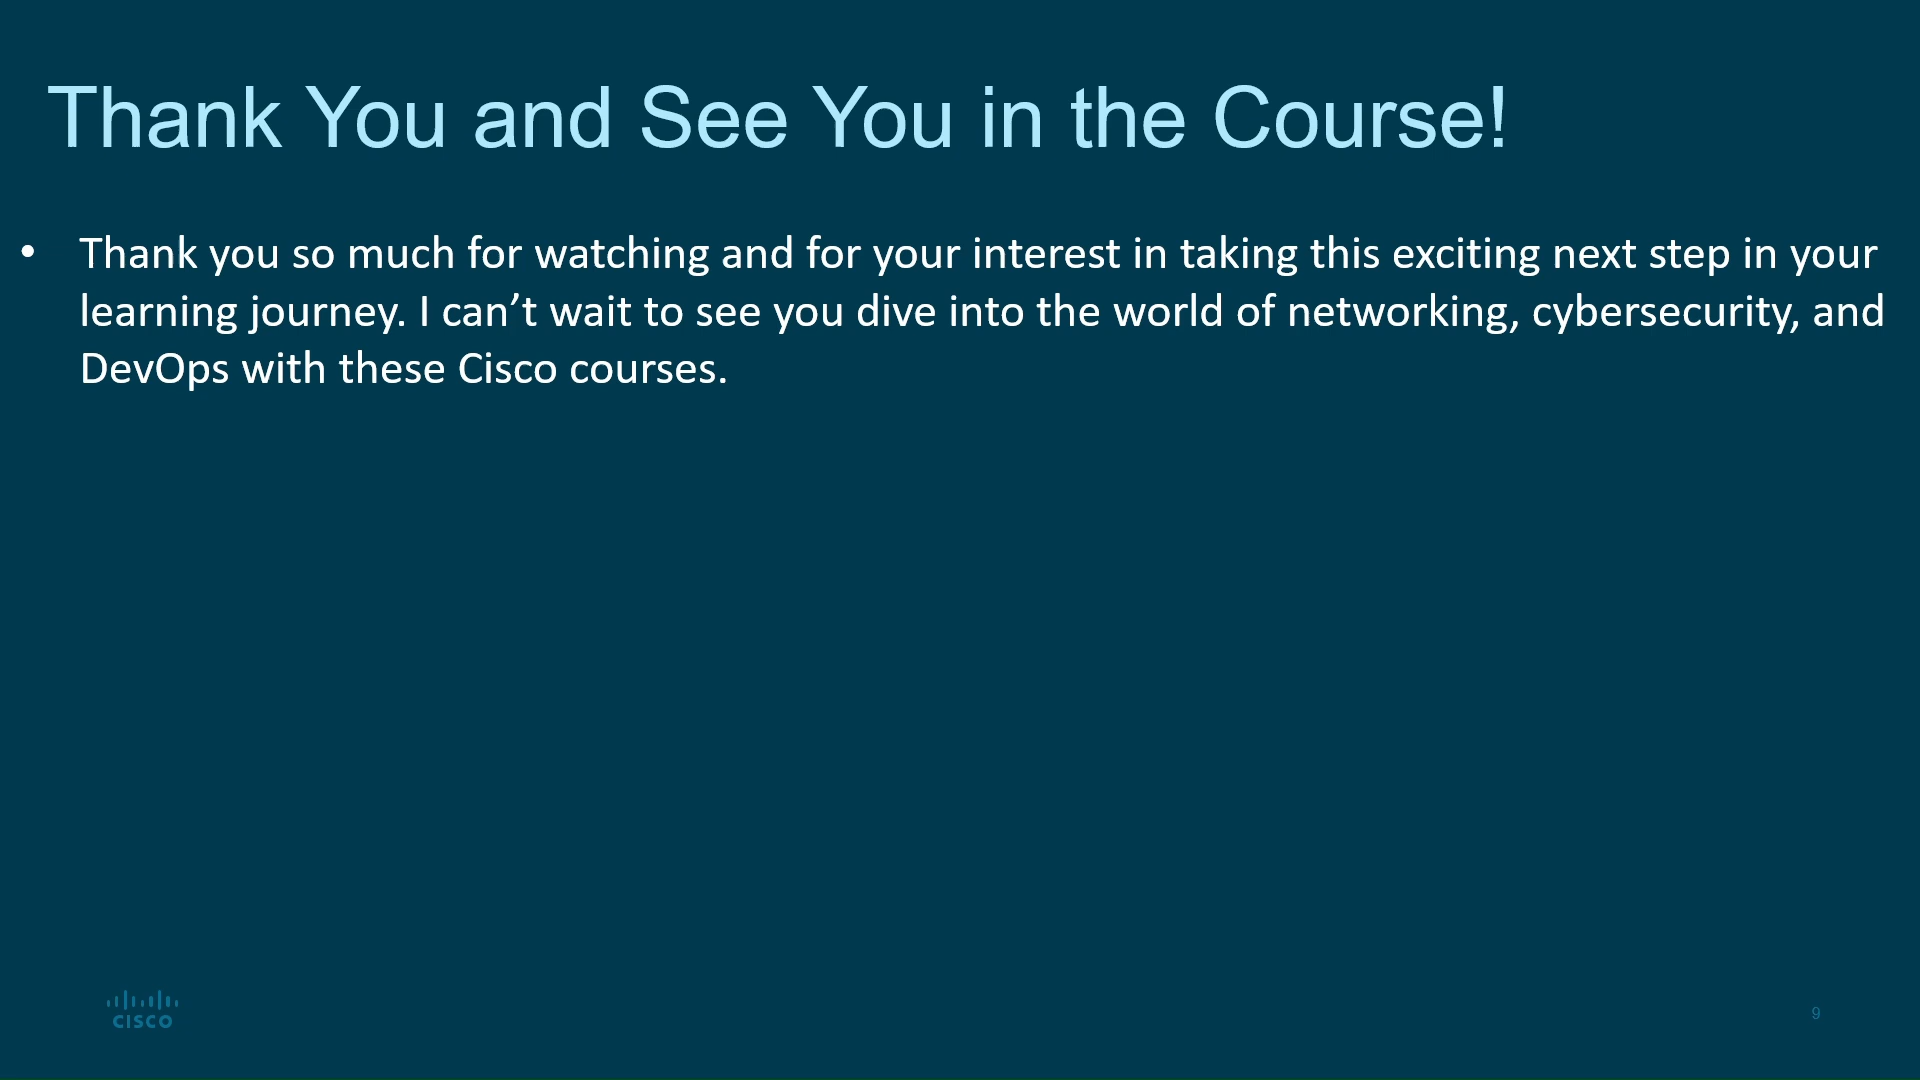 Thank You and See You in the Course!
• Thank you so much for watching and for your interest in taking this exciting next step in your
learning journey. I can’t wait to see you dive into the world of networking, cybersecurity, and
DevOps with these Cisco courses.
CISCO
9